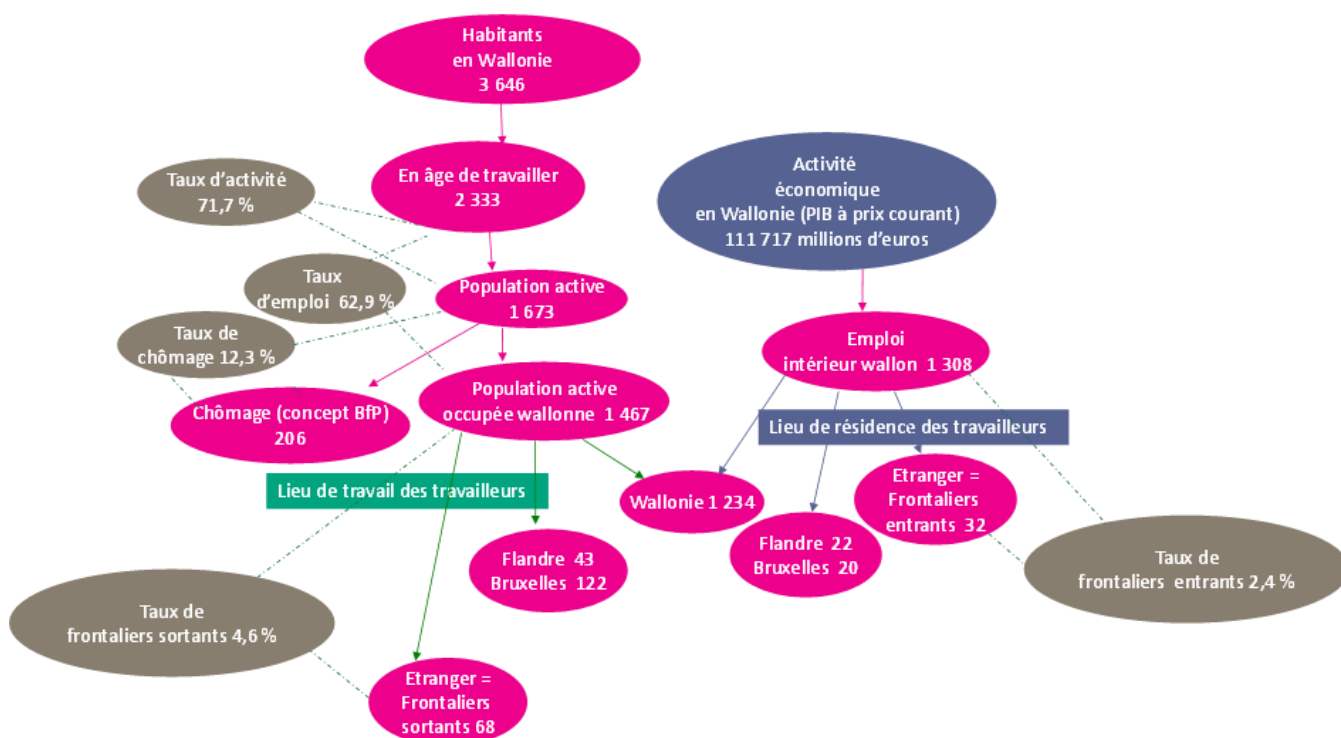 Habitants
en Wallonie
3 646
En âge de travailler
2 333
Taux d'activité
71,7 %
Activité
économique
en Wallonie (PIB à prix courant)
111 717 millions d'euros
Taux
d'emploi 62,9 %
Population active
1 673
Taux de
chômage 12,3 %
Emploi
intérieur wallon 1 308
Chômage (concept BfP)
206
Population active
occupée wallonne 1 467
Lieu de résidence des travailleurs
Lieu de travail des travailleurs
Wallonie 1 234
Etranger =
Frontaliers
entrants 32
Flandre 43
Bruxelles 122
Flandre 22
Bruxelles 20
Taux de
frontaliers entrants 2,4 %
Taux de
frontaliers sortants 4,6 %
Etranger =
Frontaliers
sortants 68